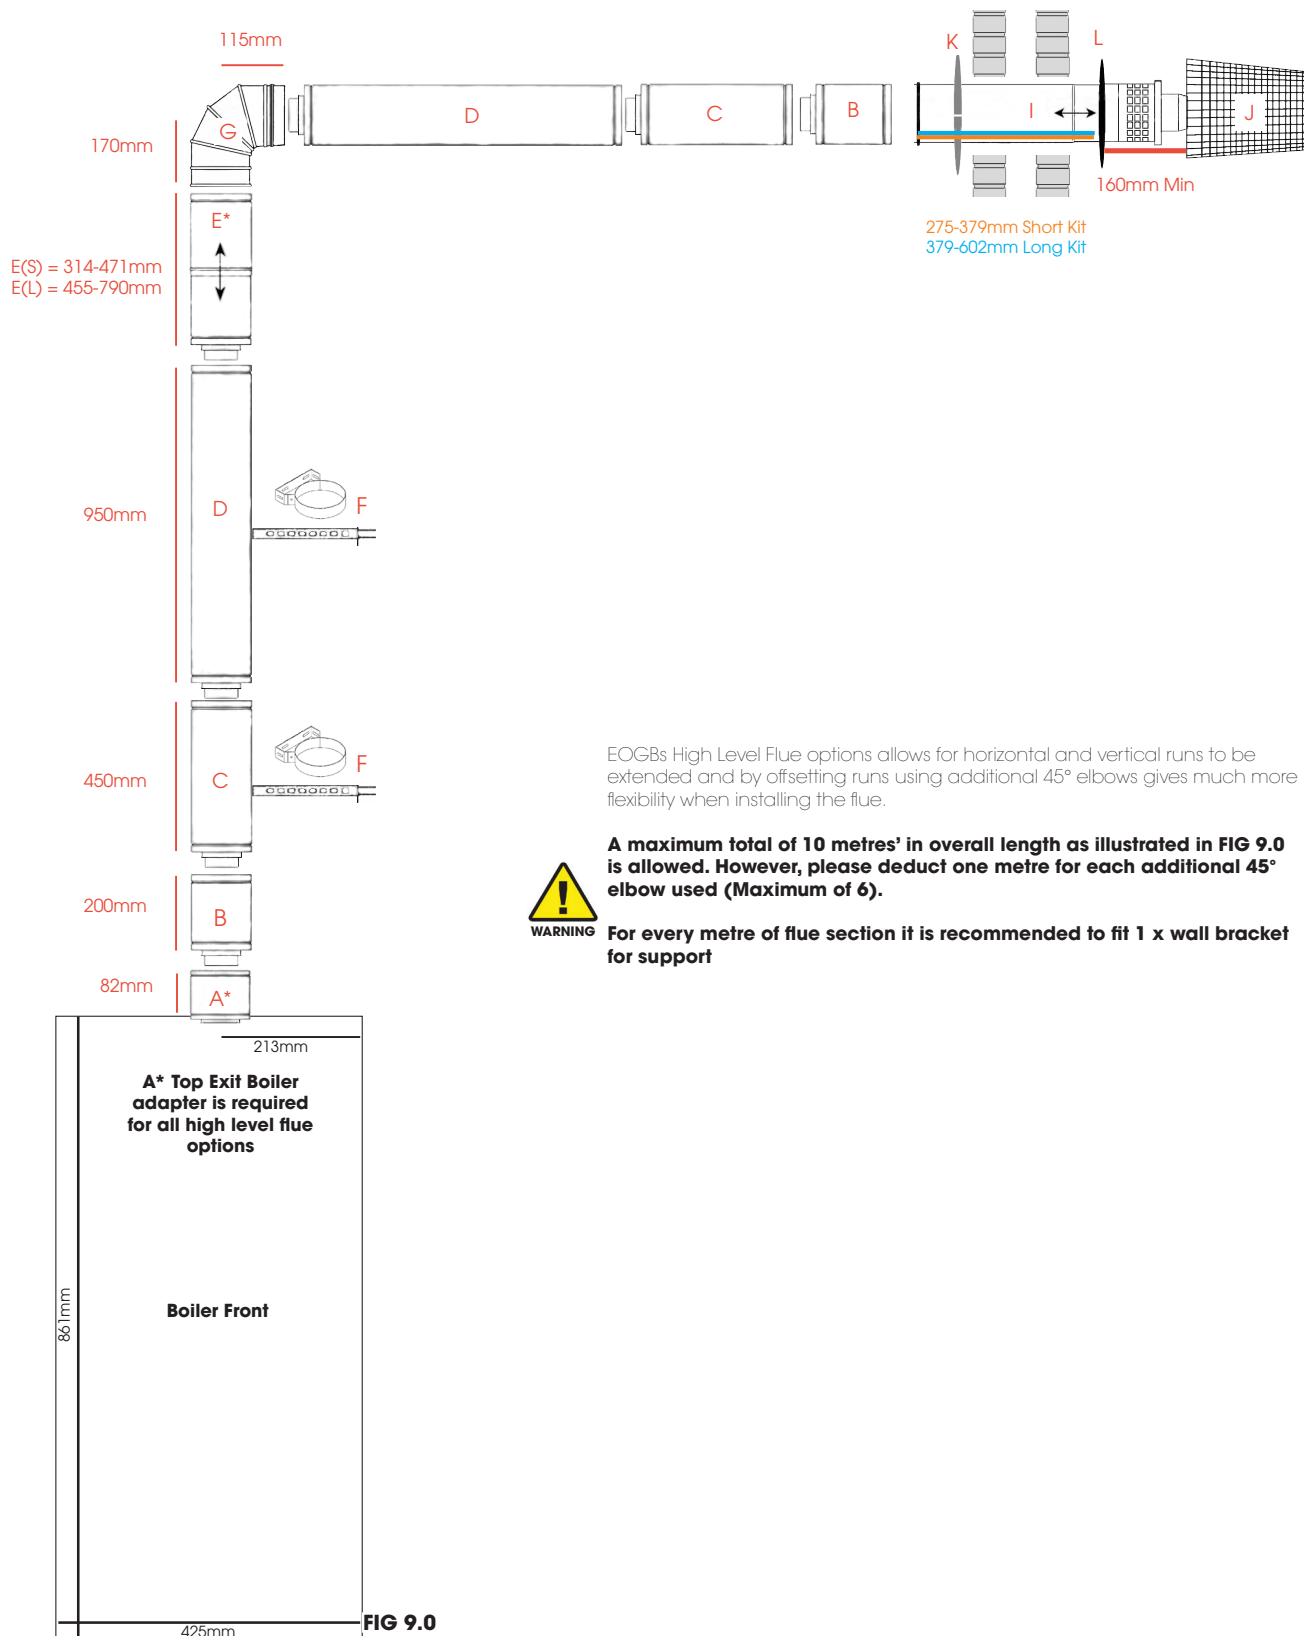 115mm
K
L
G
D
C
B
I
J
170mm
160mm Min
E*
275-379mm Short Kit
379-602mm Long Kit
E(S) = 314-471mm
E(L) = 455-790mm
D
F
950mm
C
F
450mm
EOGBs High Level Flue options allows for horizontal and vertical runs to be
extended and by offsetting runs using additional 45° elbows gives much more
flexibility when installing the flue.
A maximum total of 10 metres’ in overall length as illustrated in FIG 9.0
is allowed. However, please deduct one metre for each additional 45°
elbow used (Maximum of 6).
WARNING
For every metre of flue section it is recommended to fit 1 x wall bracket
for support
200mm
B
82mm
A*
213mm
A* Top Exit Boiler
adapter is required
for all high level flue
options
861mm
Boiler Front
FIG 9.0
425mm